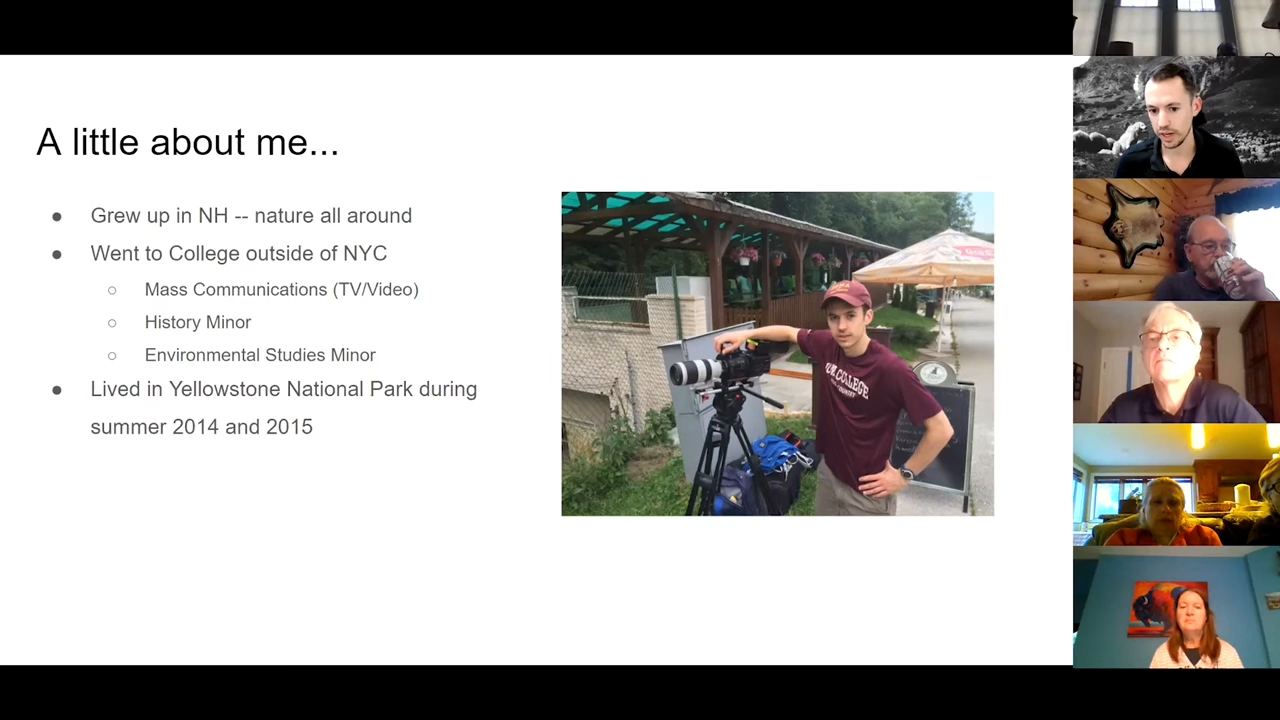 A little about me...
● Grew up in NH -- nature all around
● Went to College outside of NYC
○ Mass Communications (TV/Video)
○ History Minor
○ Environmental Studies Minor
● Lived in Yellowstone National Park during
summer 2014 and 2015
COLLEGE